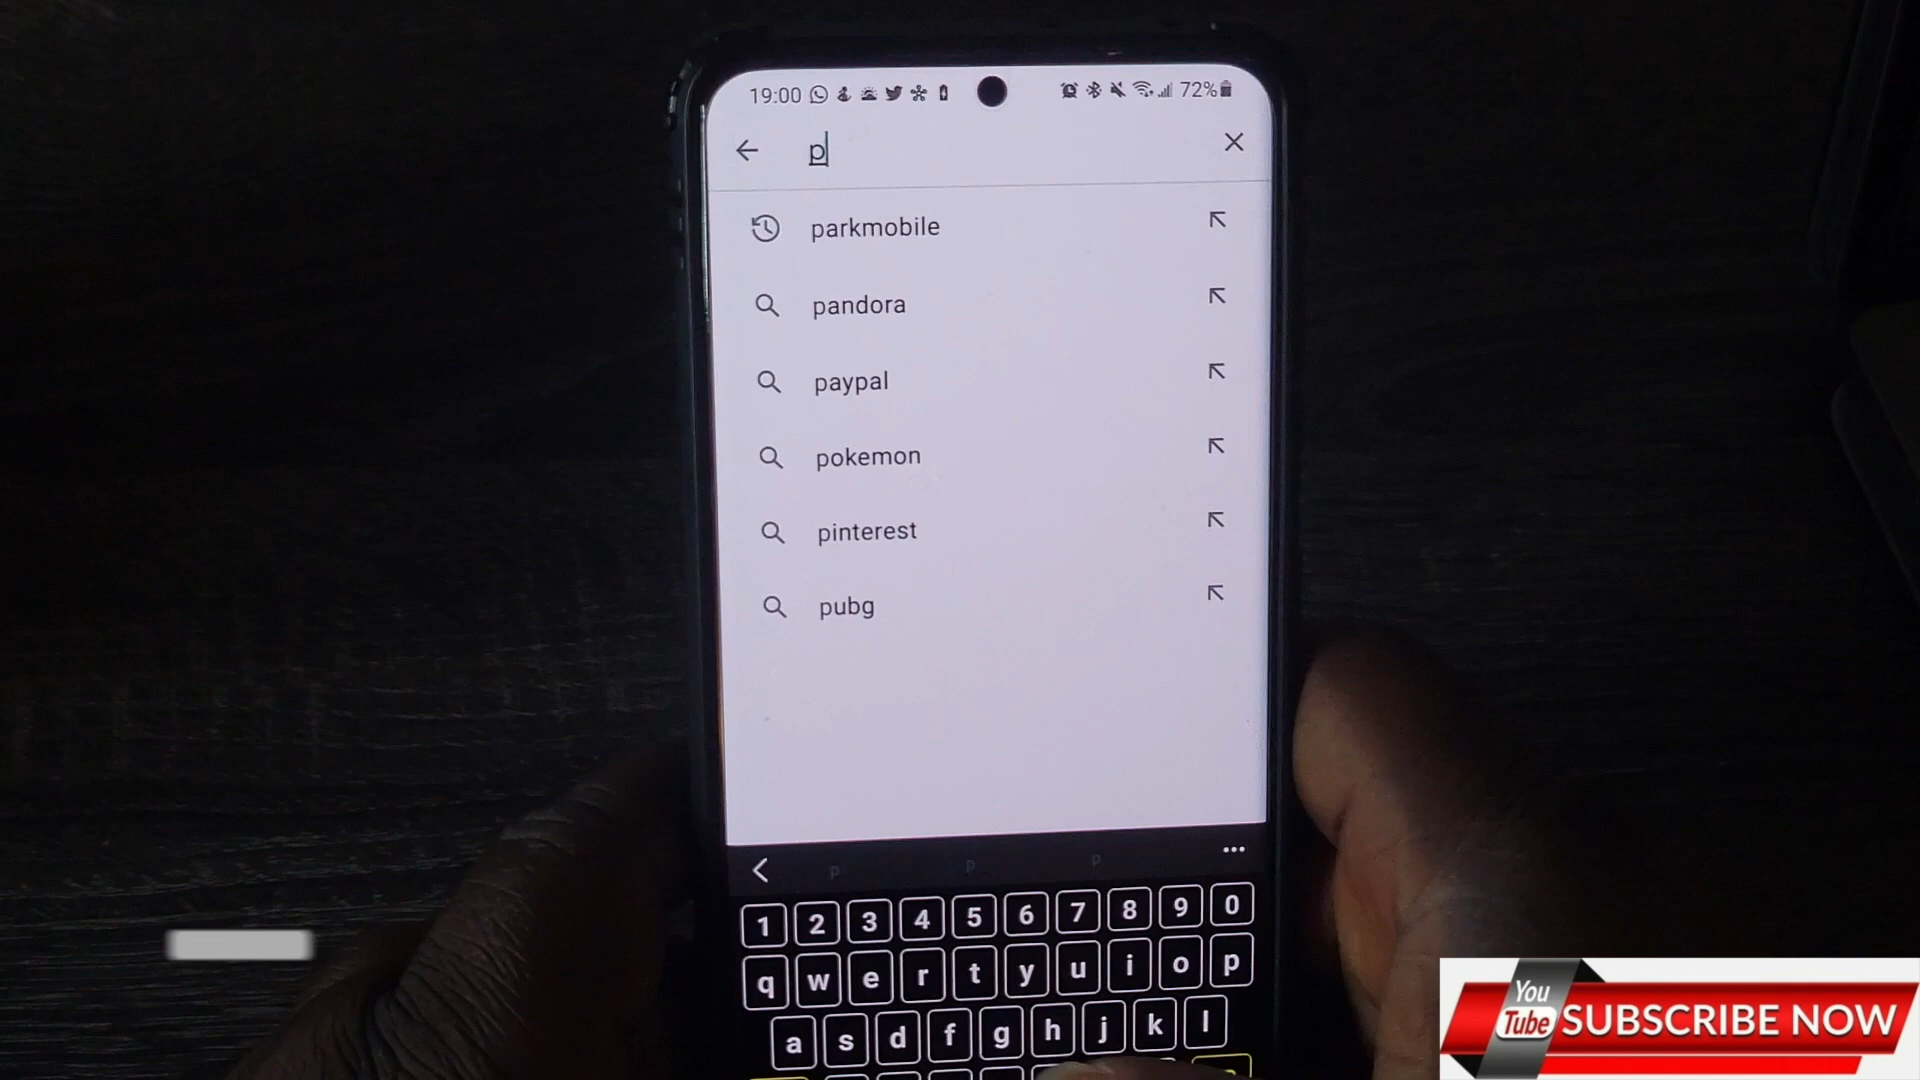 19:00 72%
p
parkmobile
pandora
paypal
pokemon
pinterest
pubg
p p p
1 2 3 4 5 6 7 8 9 0
q w e r t y u i o p
a s d f g h j k l
You
Tube SUBSCRIBE NOW